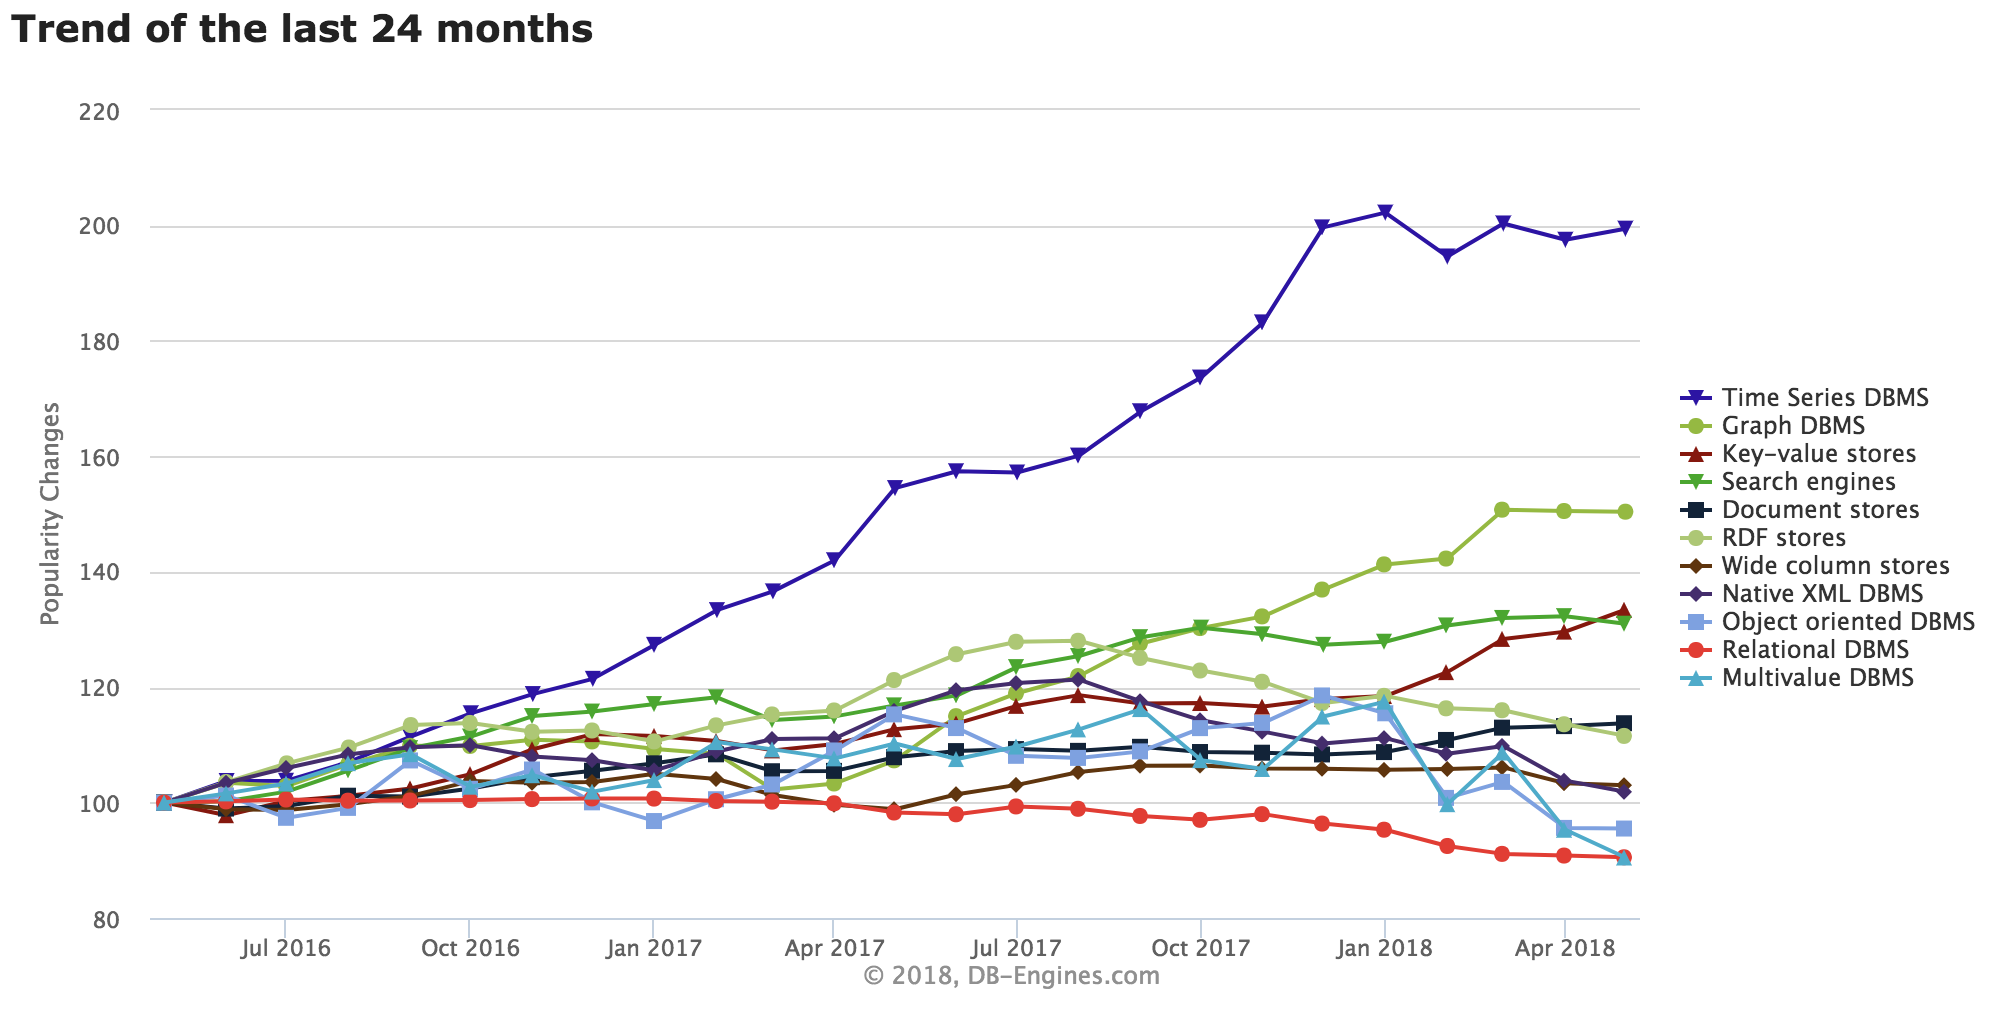 Trend of the last 24 months
220
200
180
160
140
120
100
80
Popularity Changes
Jul 2016 Oct 2016 Jan 2017 Apr 2017 Jul 2017 Oct 2017 Jan 2018 Apr 2018
© 2018, DB-Engines.com
Time Series DBMS
Graph DBMS
Key-value stores
Search engines
Document stores
RDF stores
Wide column stores
Native XML DBMS
Object oriented DBMS
Relational DBMS
Multivalue DBMS